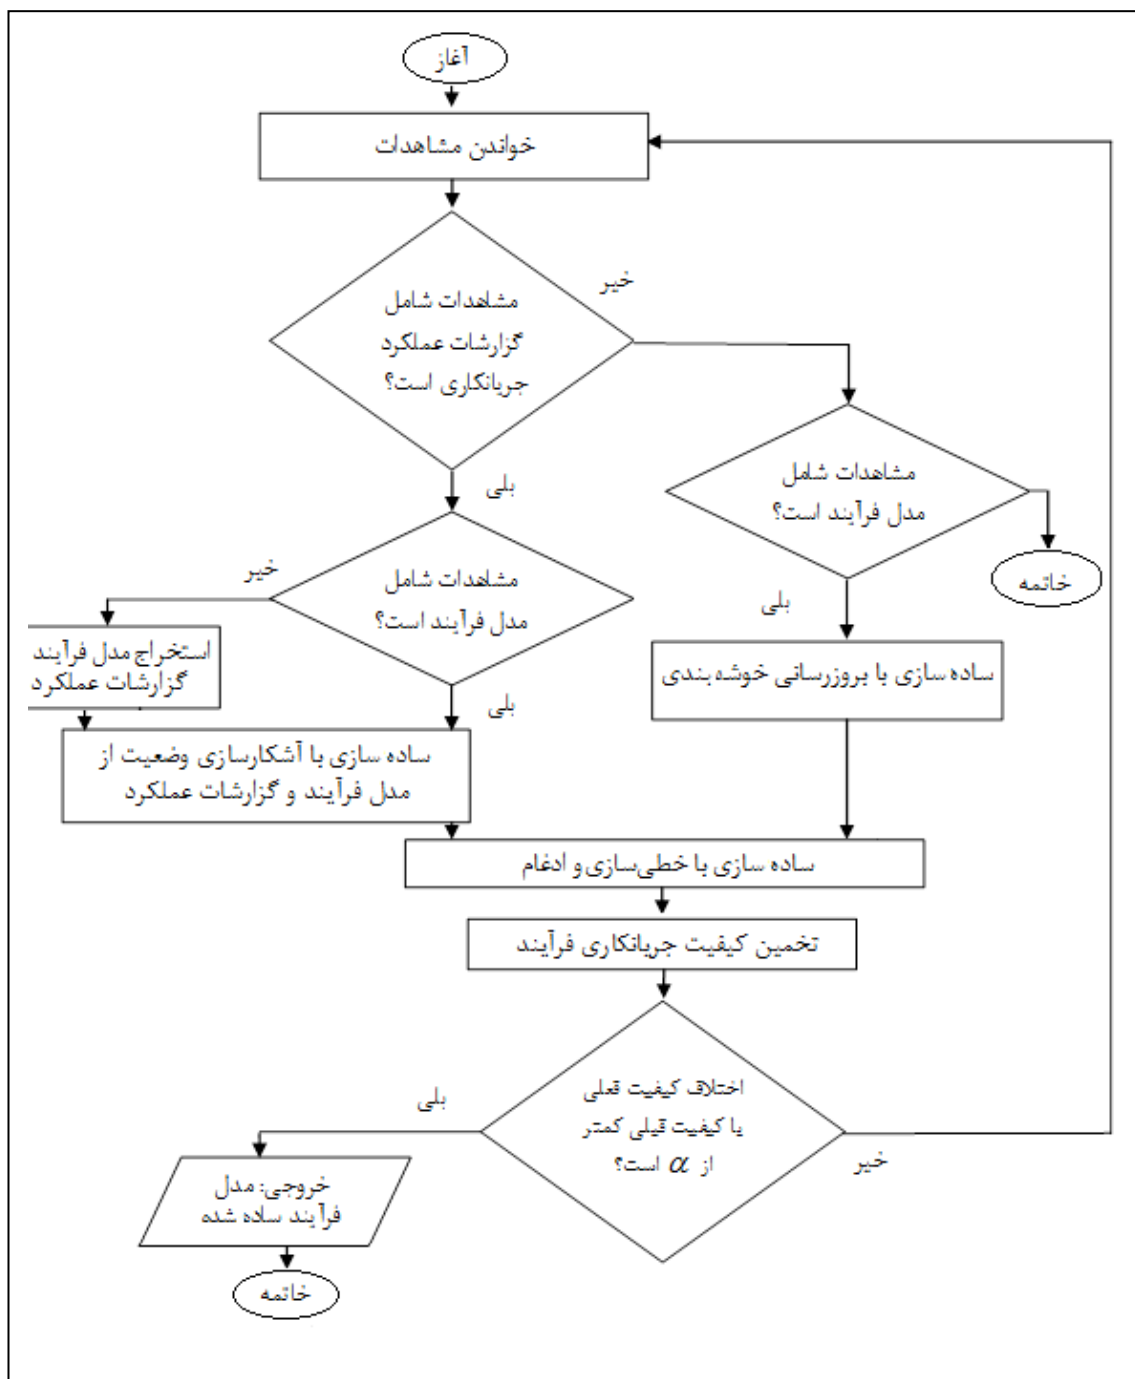 آغاز
خواندن مشاهدات
مشاهدات شامل
گزارشات عملکرد
جریانکاری است؟
خیر
بلی
مشاهدات شامل
مدل فرآیند است؟
خاتمه
بلی
ساده سازی با بروزرسانی خوشه‌بندی
مشاهدات شامل
مدل فرآیند است؟
خیر
بلی
استخراج مدل فرآیند
گزارشات عملکرد
ساده سازی با آشکارسازی وضعیت از
مدل فرآیند و گزارشات عملکرد
ساده سازی با خطی‌سازی و ادغام
تخمین کیفیت جریانکاری فرآیند
اختلاف کیفیت فعلی
یا کیفیت قبلی کمتر
از α است؟
بلی
خیر
خروجی: مدل
فرآیند ساده شده
خاتمه